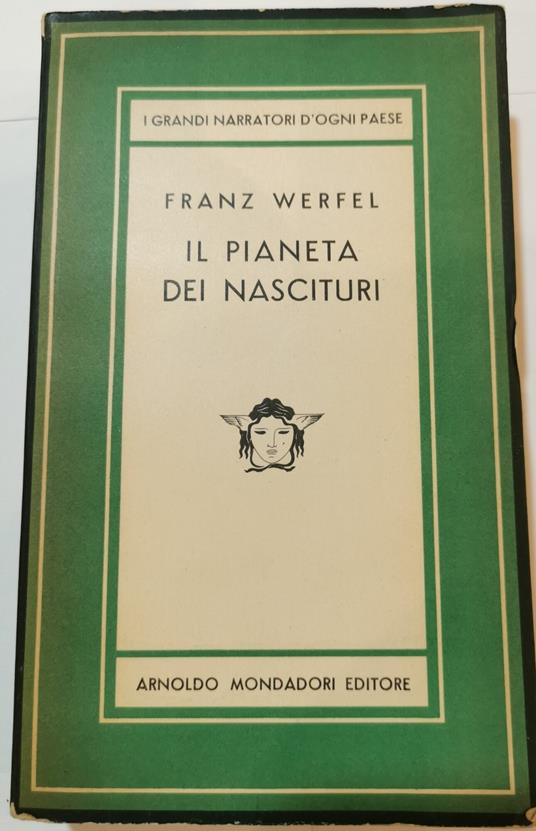 I GRANDI NARRATORI D'OGNI PAESE
FRANZ WERFEL
IL PIANETA
DEI NASCITURI
ARNOLDO MONDADORI EDITORE